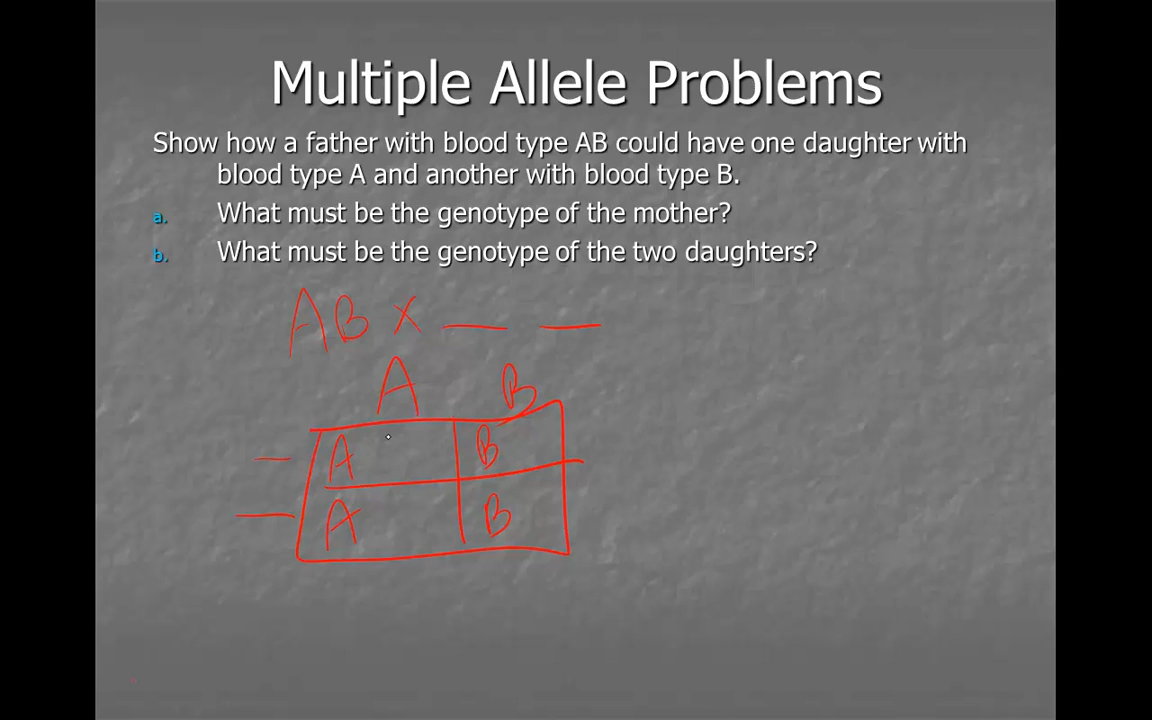 Multiple Allele Problems
Show how a father with blood type AB could have one daughter with
blood type A and another with blood type B.
a. What must be the genotype of the mother?
b. What must be the genotype of the two daughters?
AB × __ __
A B
— A B
— A B